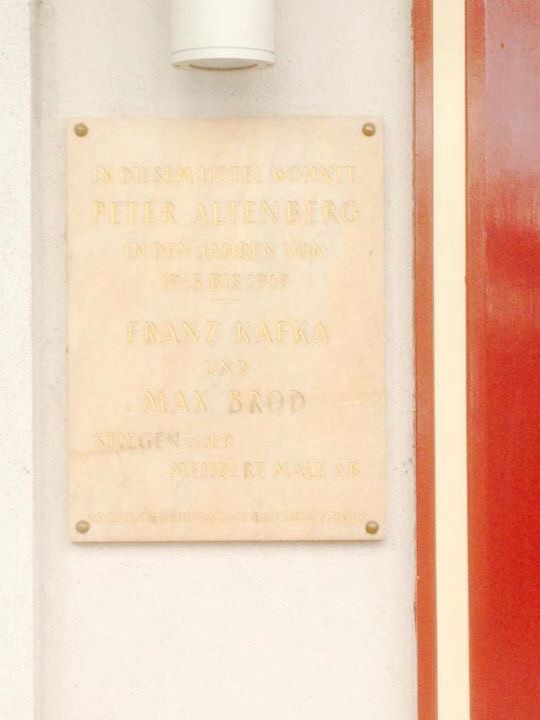 IN DIESEM HOTEL WOHNTE
PETER ALTENBERG
IN DEN JAHREN VON
1913 BIS 1919
FRANZ KAFKA
UND
MAX BROD
STIEGEN HIER
MEHRERE MALE AB